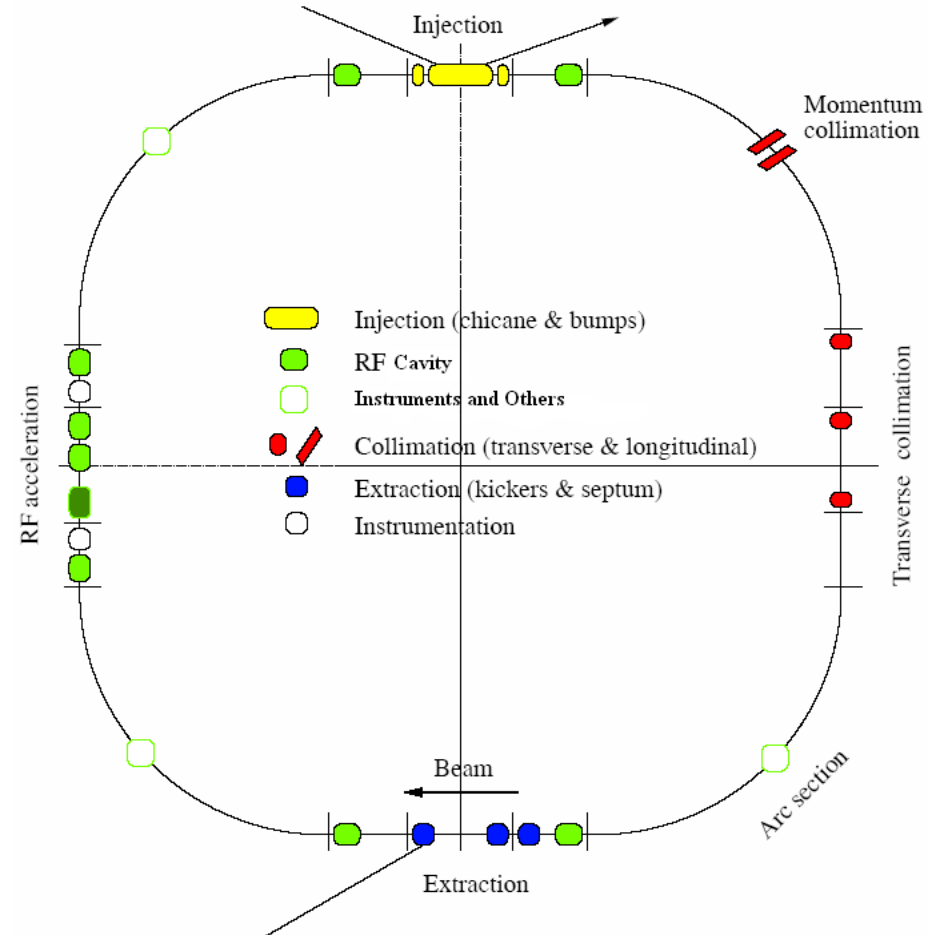 Injection
Momentum
collimation
Injection (chicane & bumps)
RF Cavity
Instruments and Others
Collimation (transverse & longitudinal)
Extraction (kickers & septum)
Instrumentation
RF acceleration
Transverse collimation
Beam
Arc section
Extraction